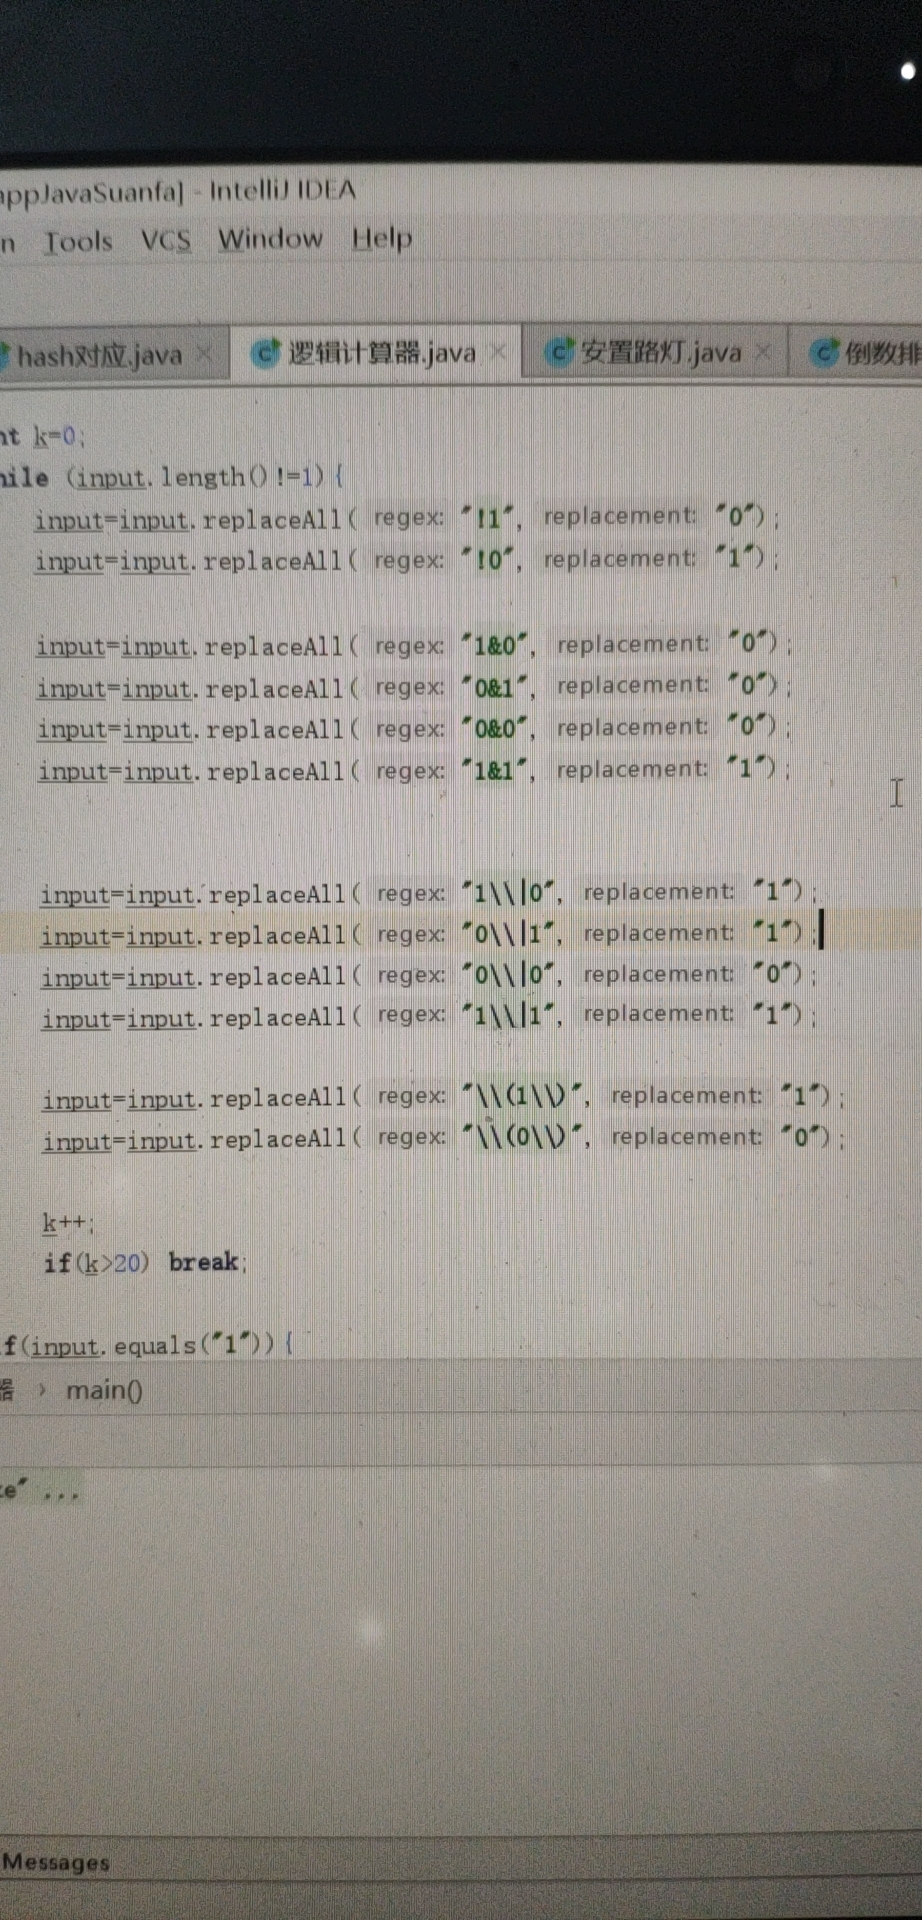 appJavaSuanfa] - IntelliJ IDEA
n Tools VCS Window Help
hash对应.java 逻辑计算器.java 安置路灯.java 倒数排
nt k=0;
hile (input.length()!=1){
input=input.replaceAll( regex: "!1", replacement: "0");
input=input.replaceAll( regex: "!0", replacement: "1");
input=input.replaceAll( regex: "1&0", replacement: "0");
input=input.replaceAll( regex: "0&1", replacement: "0");
input=input.replaceAll( regex: "0&0", replacement: "0");
input=input.replaceAll( regex: "1&1", replacement: "1");
input=input.replaceAll( regex: "1\\|0", replacement: "1");
input=input.replaceAll( regex: "0\\|1", replacement: "1");
input=input.replaceAll( regex: "0\\|0", replacement: "0");
input=input.replaceAll( regex: "1\\|1", replacement: "1");
input=input.replaceAll( regex: "\\(1\\)", replacement: "1");
input=input.replaceAll( regex: "\\(0\\)", replacement: "0");
k++;
if(k>20) break;
f(input.equals("1")){
器 › main()
e" ...
Messages